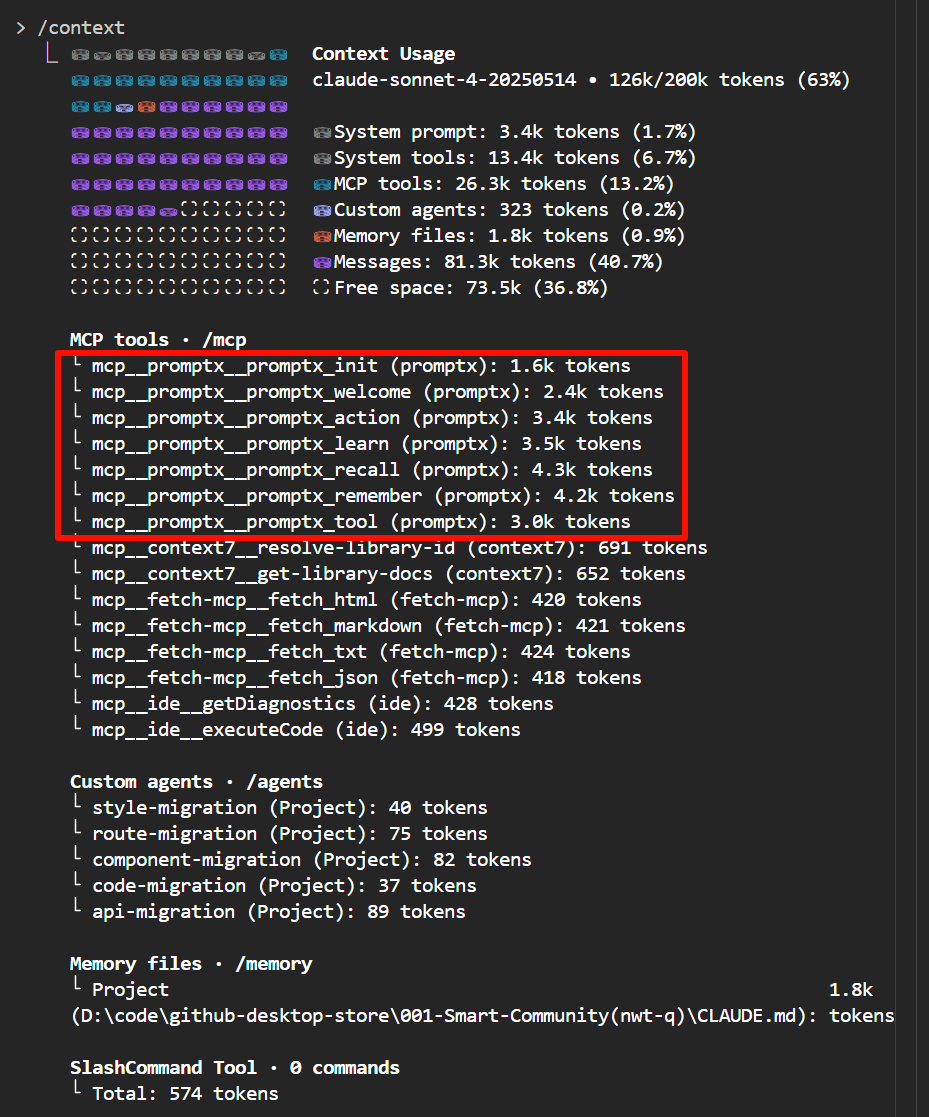 > /context
Context Usage
claude-sonnet-4-20250514 • 126k/200k tokens (63%)
System prompt: 3.4k tokens (1.7%)
System tools: 13.4k tokens (6.7%)
MCP tools: 26.3k tokens (13.2%)
Custom agents: 323 tokens (0.2%)
Memory files: 1.8k tokens (0.9%)
Messages: 81.3k tokens (40.7%)
Free space: 73.5k (36.8%)
MCP tools · /mcp
└ mcp__promptx__promptx_init (promptx): 1.6k tokens
└ mcp__promptx__promptx_welcome (promptx): 2.4k tokens
└ mcp__promptx__promptx_action (promptx): 3.4k tokens
└ mcp__promptx__promptx_learn (promptx): 3.5k tokens
└ mcp__promptx__promptx_recall (promptx): 4.3k tokens
└ mcp__promptx__promptx_remember (promptx): 4.2k tokens
└ mcp__promptx__promptx_tool (promptx): 3.0k tokens
└ mcp__context7__resolve-library-id (context7): 691 tokens
└ mcp__context7__get-library-docs (context7): 652 tokens
└ mcp__fetch-mcp__fetch_html (fetch-mcp): 420 tokens
└ mcp__fetch-mcp__fetch_markdown (fetch-mcp): 421 tokens
└ mcp__fetch-mcp__fetch_txt (fetch-mcp): 424 tokens
└ mcp__fetch-mcp__fetch_json (fetch-mcp): 418 tokens
└ mcp__ide__getDiagnostics (ide): 428 tokens
└ mcp__ide__executeCode (ide): 499 tokens
Custom agents · /agents
└ style-migration (Project): 40 tokens
└ route-migration (Project): 75 tokens
└ component-migration (Project): 82 tokens
└ code-migration (Project): 37 tokens
└ api-migration (Project): 89 tokens
Memory files · /memory
└ Project 1.8k
(D:\code\github-desktop-store\001-Smart-Community(nwt-q)\CLAUDE.md): tokens
SlashCommand Tool · 0 commands
└ Total: 574 tokens